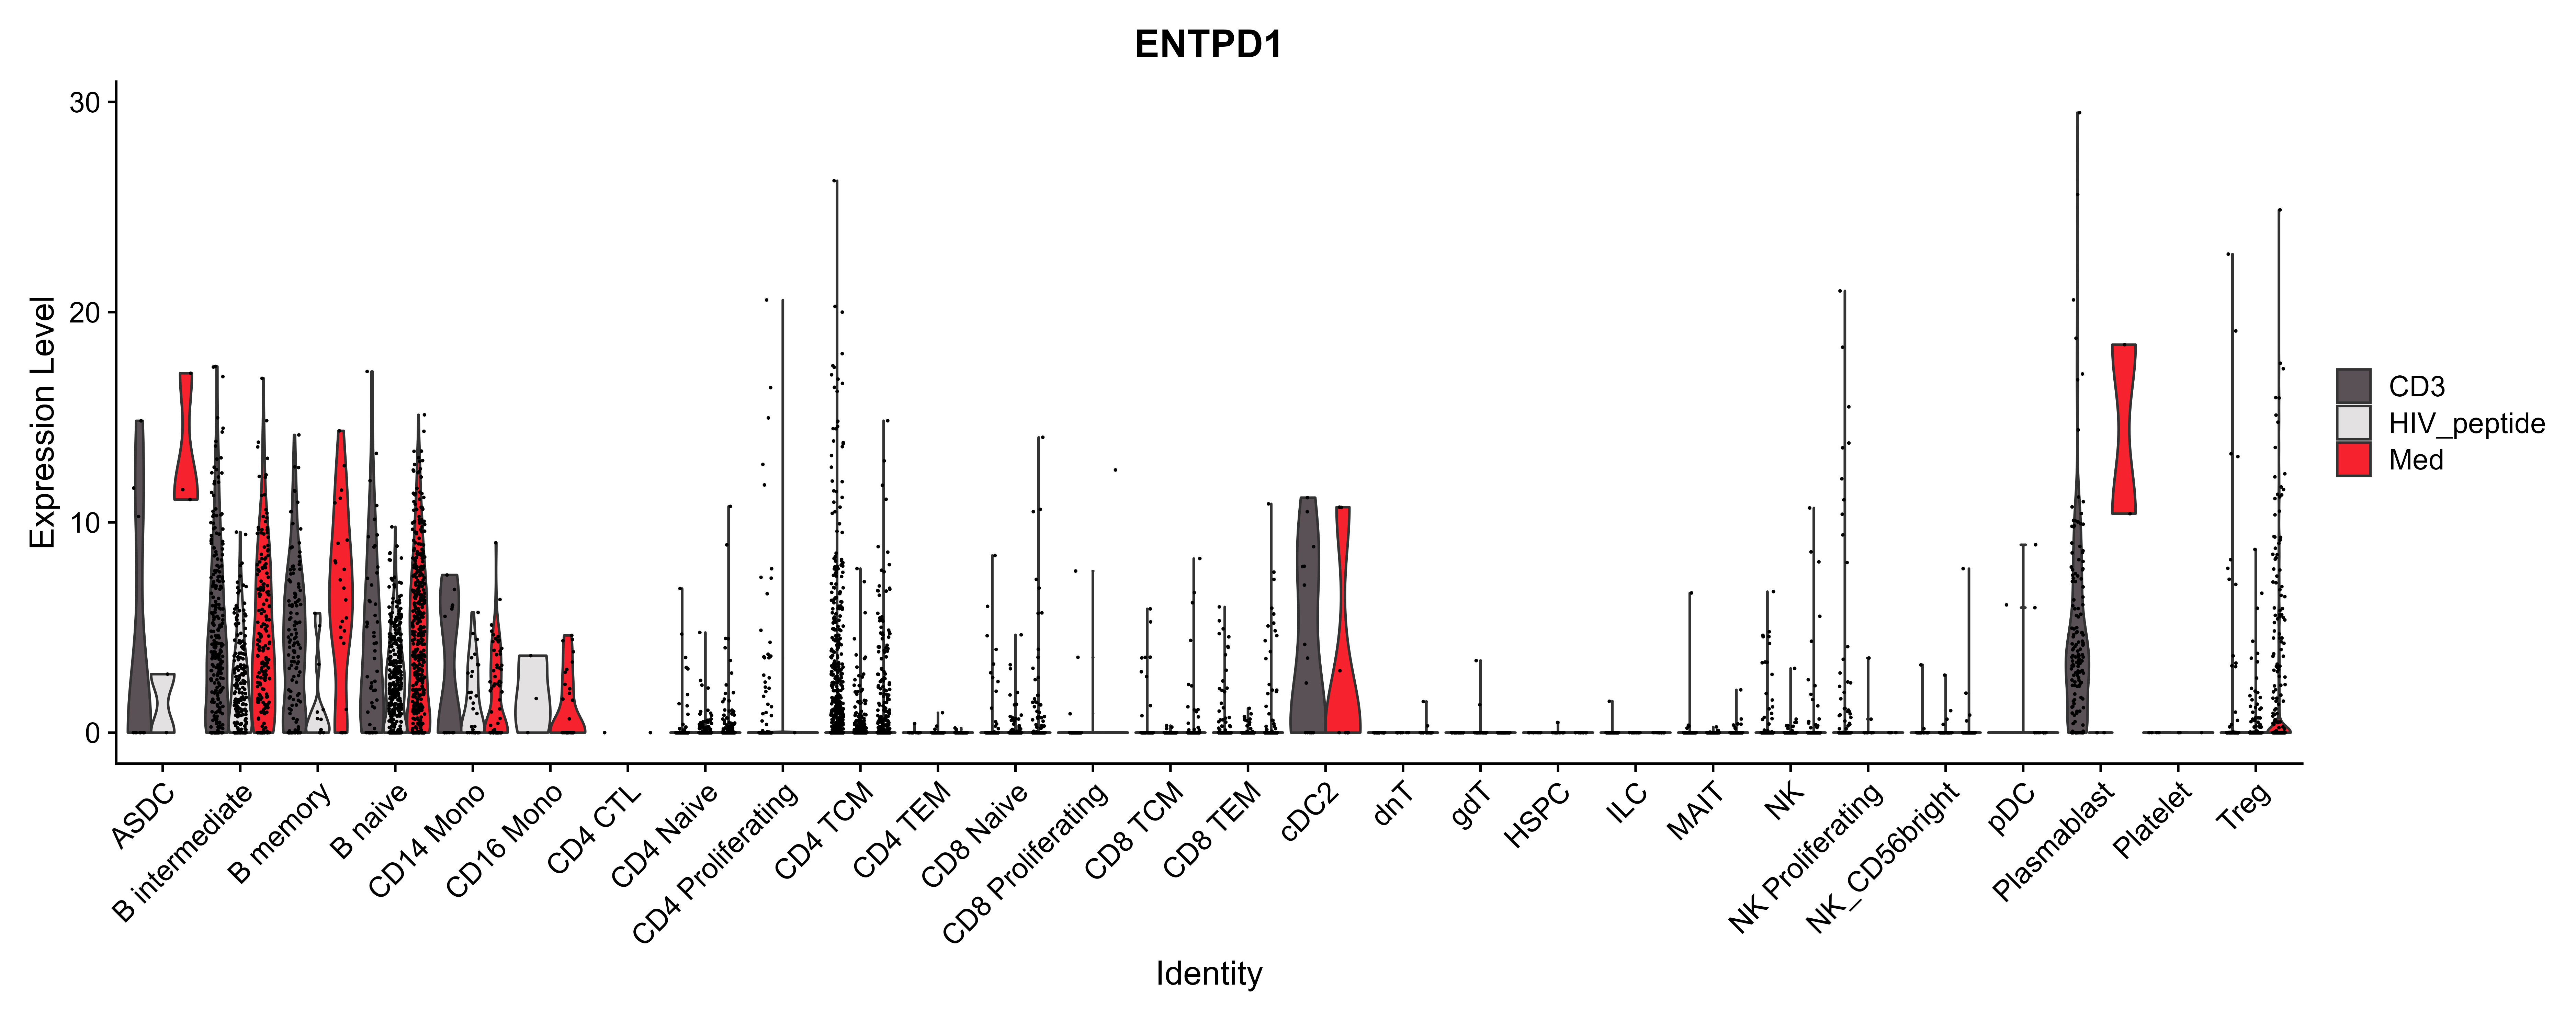 ENTPD1
Expression Level
30
20
10
0
ASDC
B intermediate
B memory
B naive
CD14 Mono
CD16 Mono
CD4 CTL
CD4 Naive
CD4 Proliferating
CD4 TCM
CD4 TEM
CD8 Naive
CD8 Proliferating
CD8 TCM
CD8 TEM
cDC2
dnT
gdT
HSPC
ILC
MAIT
NK
NK Proliferating
NK_CD56bright
pDC
Plasmablast
Platelet
Treg
Identity
CD3
HIV_peptide
Med